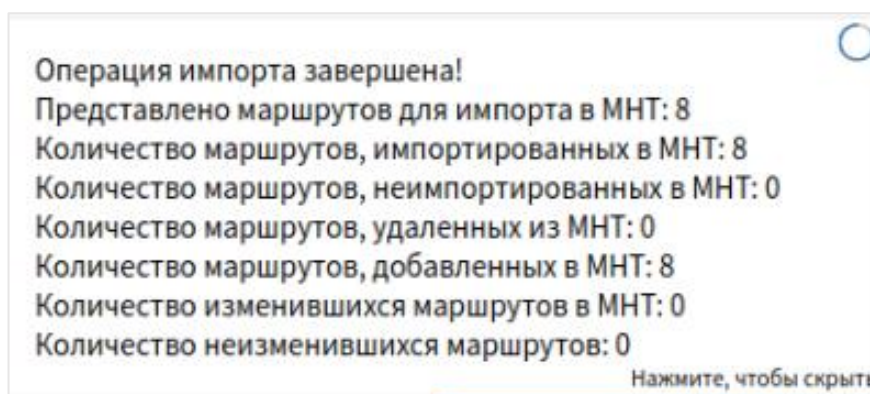 Операция импорта завершена!
Представлено маршрутов для импорта в МНТ: 8
Количество маршрутов, импортированных в МНТ: 8
Количество маршрутов, неимпортированных в МНТ: 0
Количество маршрутов, удаленных из МНТ: 0
Количество маршрутов, добавленных в МНТ: 8
Количество изменившихся маршрутов в МНТ: 0
Количество неизменившихся маршрутов: 0
Нажмите, чтобы скрыть